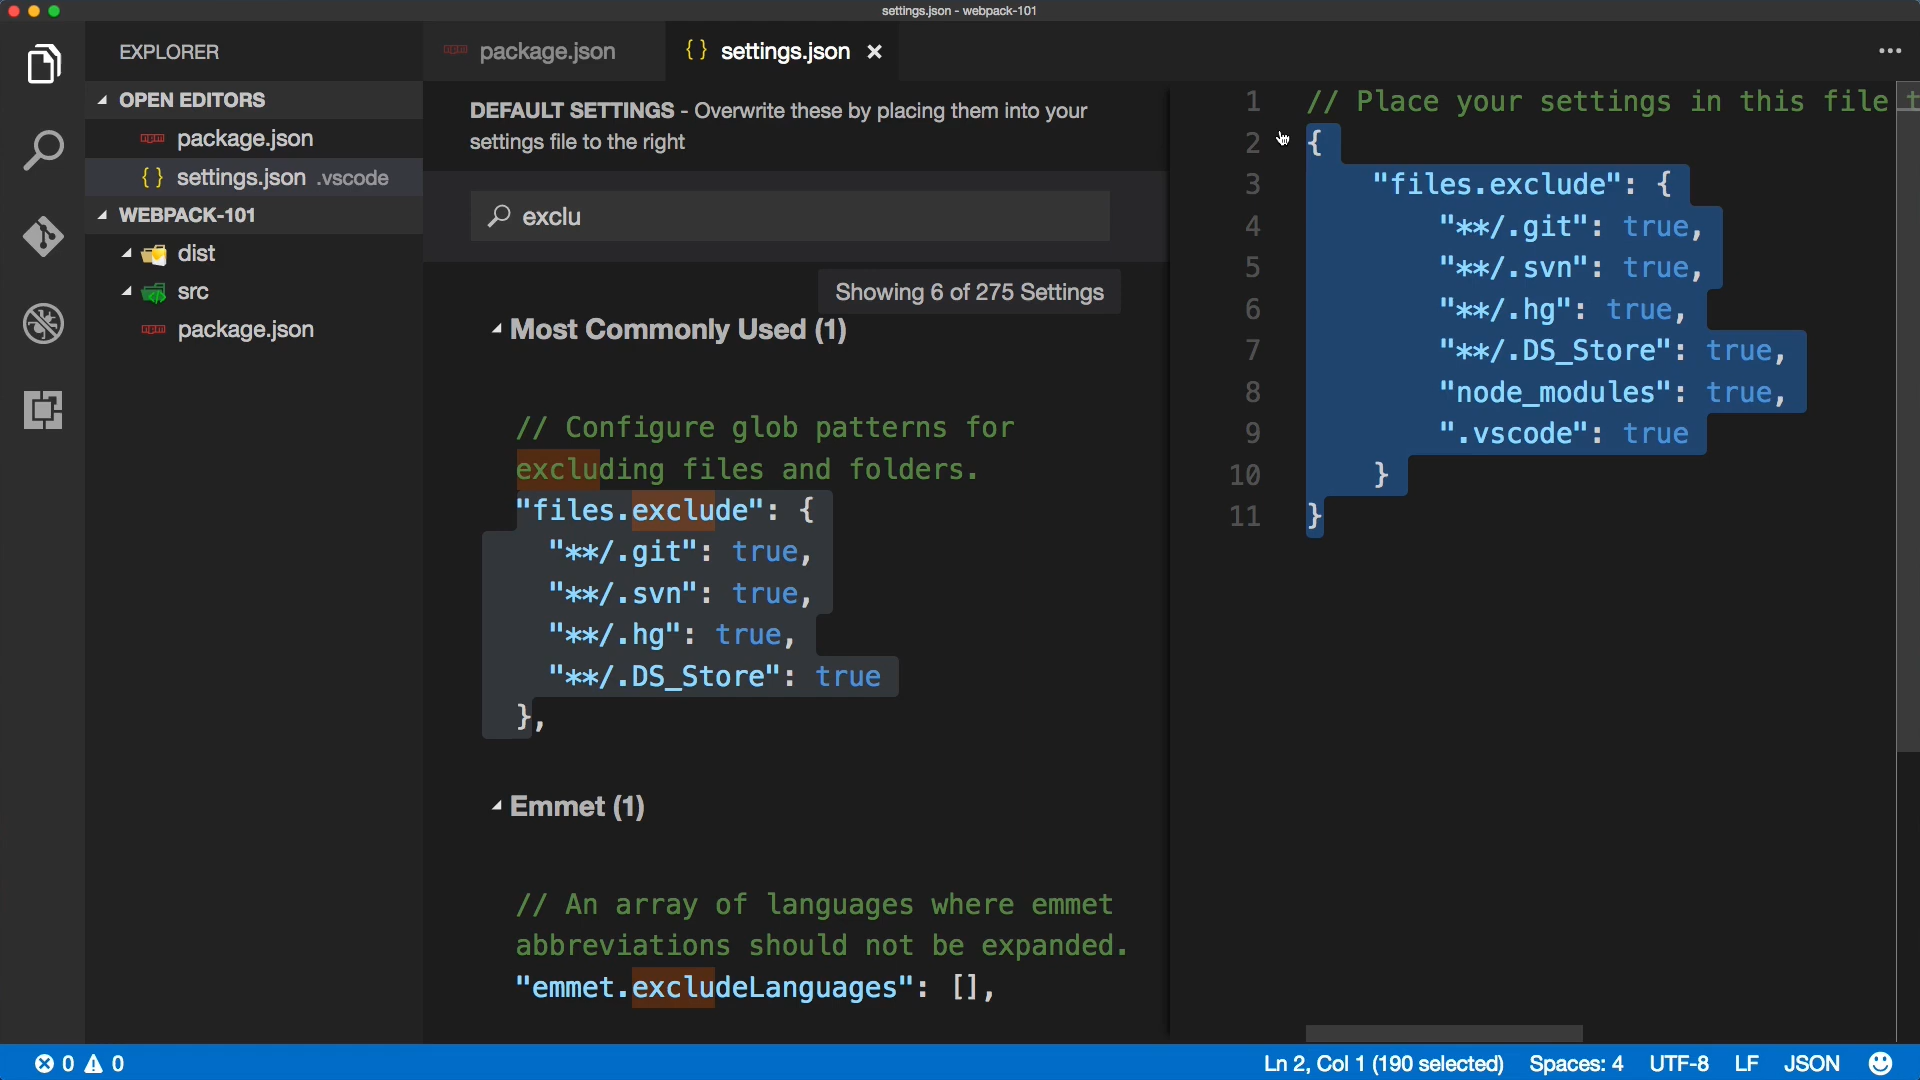 settings.json - webpack-101
EXPLORER
OPEN EDITORS
package.json
settings.json .vscode
WEBPACK-101
dist
src
package.json
package.json
{ } settings.json ×
DEFAULT SETTINGS - Overwrite these by placing them into your
settings file to the right
exclu
Showing 6 of 275 Settings
Most Commonly Used (1)
// Configure glob patterns for
excluding files and folders.
"files.exclude": {
"**/.git": true,
"**/.svn": true,
"**/.hg": true,
"**/.DS_Store": true
},
Emmet (1)
// An array of languages where emmet
abbreviations should not be expanded.
"emmet.excludeLanguages": [],
1 // Place your settings in this file t
2 {
3 "files.exclude": {
4 "**/.git": true,
5 "**/.svn": true,
6 "**/.hg": true,
7 "**/.DS_Store": true,
8 "node_modules": true,
9 ".vscode": true
10 }
11 }
0 0
Ln 2, Col 1 (190 selected) Spaces: 4 UTF-8 LF JSON